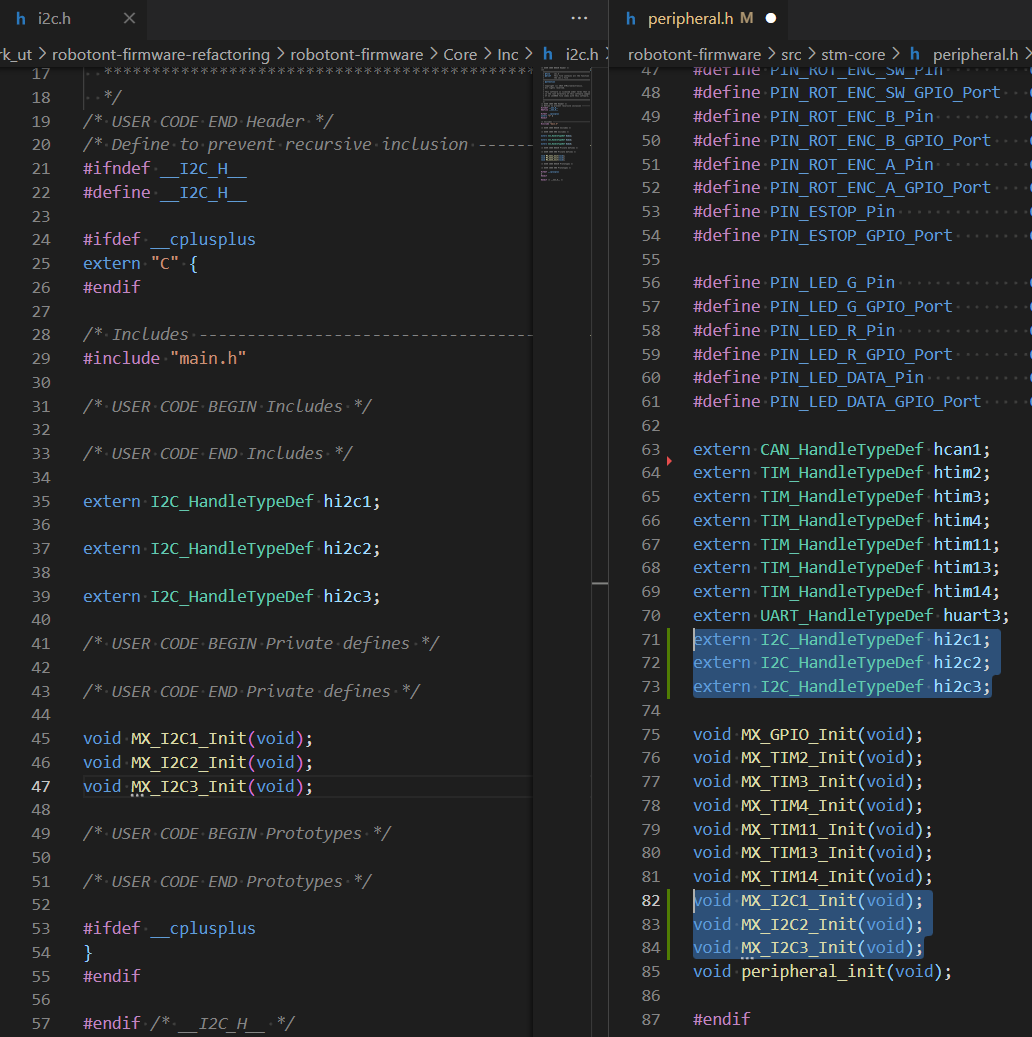 h i2c.h ×
rk_ut > robotont-firmware-refactoring > robotont-firmware > Core > Inc > h i2c.h
17 ***********************************************
18 */
19 /* USER CODE END Header */
20 /* Define to prevent recursive inclusion ------
21 #ifndef __I2C_H__
22 #define __I2C_H__
23
24 #ifdef __cplusplus
25 extern "C" {
26 #endif
27
28 /* Includes -----------------------------------
29 #include "main.h"
30
31 /* USER CODE BEGIN Includes */
32
33 /* USER CODE END Includes */
34
35 extern I2C_HandleTypeDef hi2c1;
36
37 extern I2C_HandleTypeDef hi2c2;
38
39 extern I2C_HandleTypeDef hi2c3;
40
41 /* USER CODE BEGIN Private defines */
42
43 /* USER CODE END Private defines */
44
45 void MX_I2C1_Init(void);
46 void MX_I2C2_Init(void);
47 void MX_I2C3_Init(void);
48
49 /* USER CODE BEGIN Prototypes */
50
51 /* USER CODE END Prototypes */
52
53 #ifdef __cplusplus
54 }
55 #endif
56
57 #endif /* __I2C_H__ */
h peripheral.h M ●
robotont-firmware > src > stm-core > h peripheral.h >
47 #define PIN_ROT_ENC_SW_Pin
48 #define PIN_ROT_ENC_SW_GPIO_Port
49 #define PIN_ROT_ENC_B_Pin
50 #define PIN_ROT_ENC_B_GPIO_Port
51 #define PIN_ROT_ENC_A_Pin
52 #define PIN_ROT_ENC_A_GPIO_Port
53 #define PIN_ESTOP_Pin
54 #define PIN_ESTOP_GPIO_Port
55
56 #define PIN_LED_G_Pin
57 #define PIN_LED_G_GPIO_Port
58 #define PIN_LED_R_Pin
59 #define PIN_LED_R_GPIO_Port
60 #define PIN_LED_DATA_Pin
61 #define PIN_LED_DATA_GPIO_Port
62
63 extern CAN_HandleTypeDef hcan1;
64 extern TIM_HandleTypeDef htim2;
65 extern TIM_HandleTypeDef htim3;
66 extern TIM_HandleTypeDef htim4;
67 extern TIM_HandleTypeDef htim11;
68 extern TIM_HandleTypeDef htim13;
69 extern TIM_HandleTypeDef htim14;
70 extern UART_HandleTypeDef huart3;
71 extern I2C_HandleTypeDef hi2c1;
72 extern I2C_HandleTypeDef hi2c2;
73 extern I2C_HandleTypeDef hi2c3;
74
75 void MX_GPIO_Init(void);
76 void MX_TIM2_Init(void);
77 void MX_TIM3_Init(void);
78 void MX_TIM4_Init(void);
79 void MX_TIM11_Init(void);
80 void MX_TIM13_Init(void);
81 void MX_TIM14_Init(void);
82 void MX_I2C1_Init(void);
83 void MX_I2C2_Init(void);
84 void MX_I2C3_Init(void);
85 void peripheral_init(void);
86
87 #endif